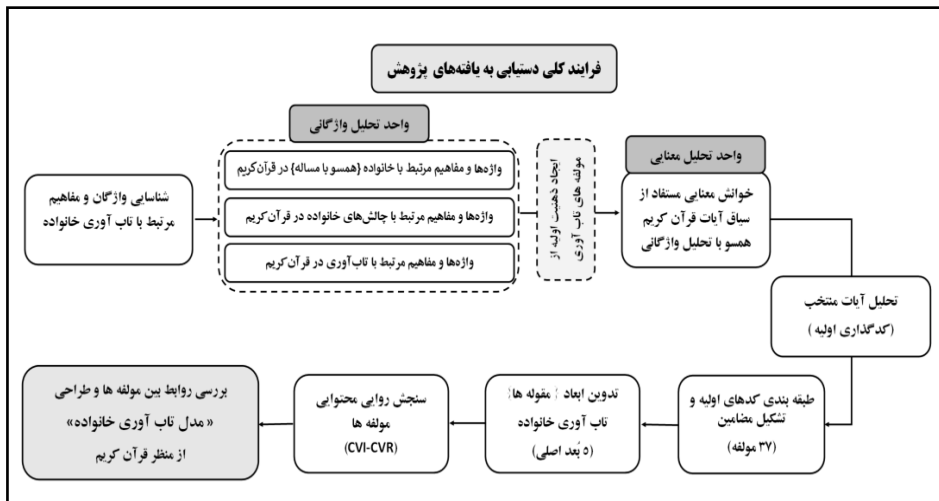 فرایند کلی دستیابی به یافته‌های پژوهش
شناسایی واژگان و مفاهیم
مرتبط با تاب آوری خانواده
واحد تحلیل واژگانی
واژه‌ها و مفاهیم مرتبط با خانواده {همسو با مساله} در قرآن‌کریم
واژه‌ها و مفاهیم مرتبط با چالش‌های خانواده در قرآن‌کریم
واژه‌ها و مفاهیم مرتبط با تاب‌آوری در قرآن‌کریم
ایجاد ذهنیت اولیه از
مولفه های تاب آوری
واحد تحلیل معنایی
خوانش معنایی مستفاد از
سیاق آیات قرآن کریم
همسو با تحلیل واژگانی
تحلیل آیات منتخب
(کدگذاری اولیه )
طبقه بندی کدهای اولیه و
تشکیل مضامین
(۳۷ مولفه)
تدوین ابعاد ؛ مقوله ها؛
تاب آوری خانواده
(۵ بُعد اصلی)
سنجش روایی محتوایی
مولفه ها
(CVI-CVR)
بررسی روابط بین مولفه ها و طراحی
«مدل تاب آوری خانواده»
از منظر قرآن کریم